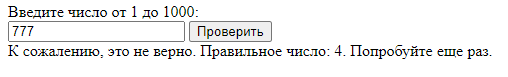 Введите число от 1 до 1000:
777 Проверить
К сожалению, это не верно. Правильное число: 4. Попробуйте еще раз.